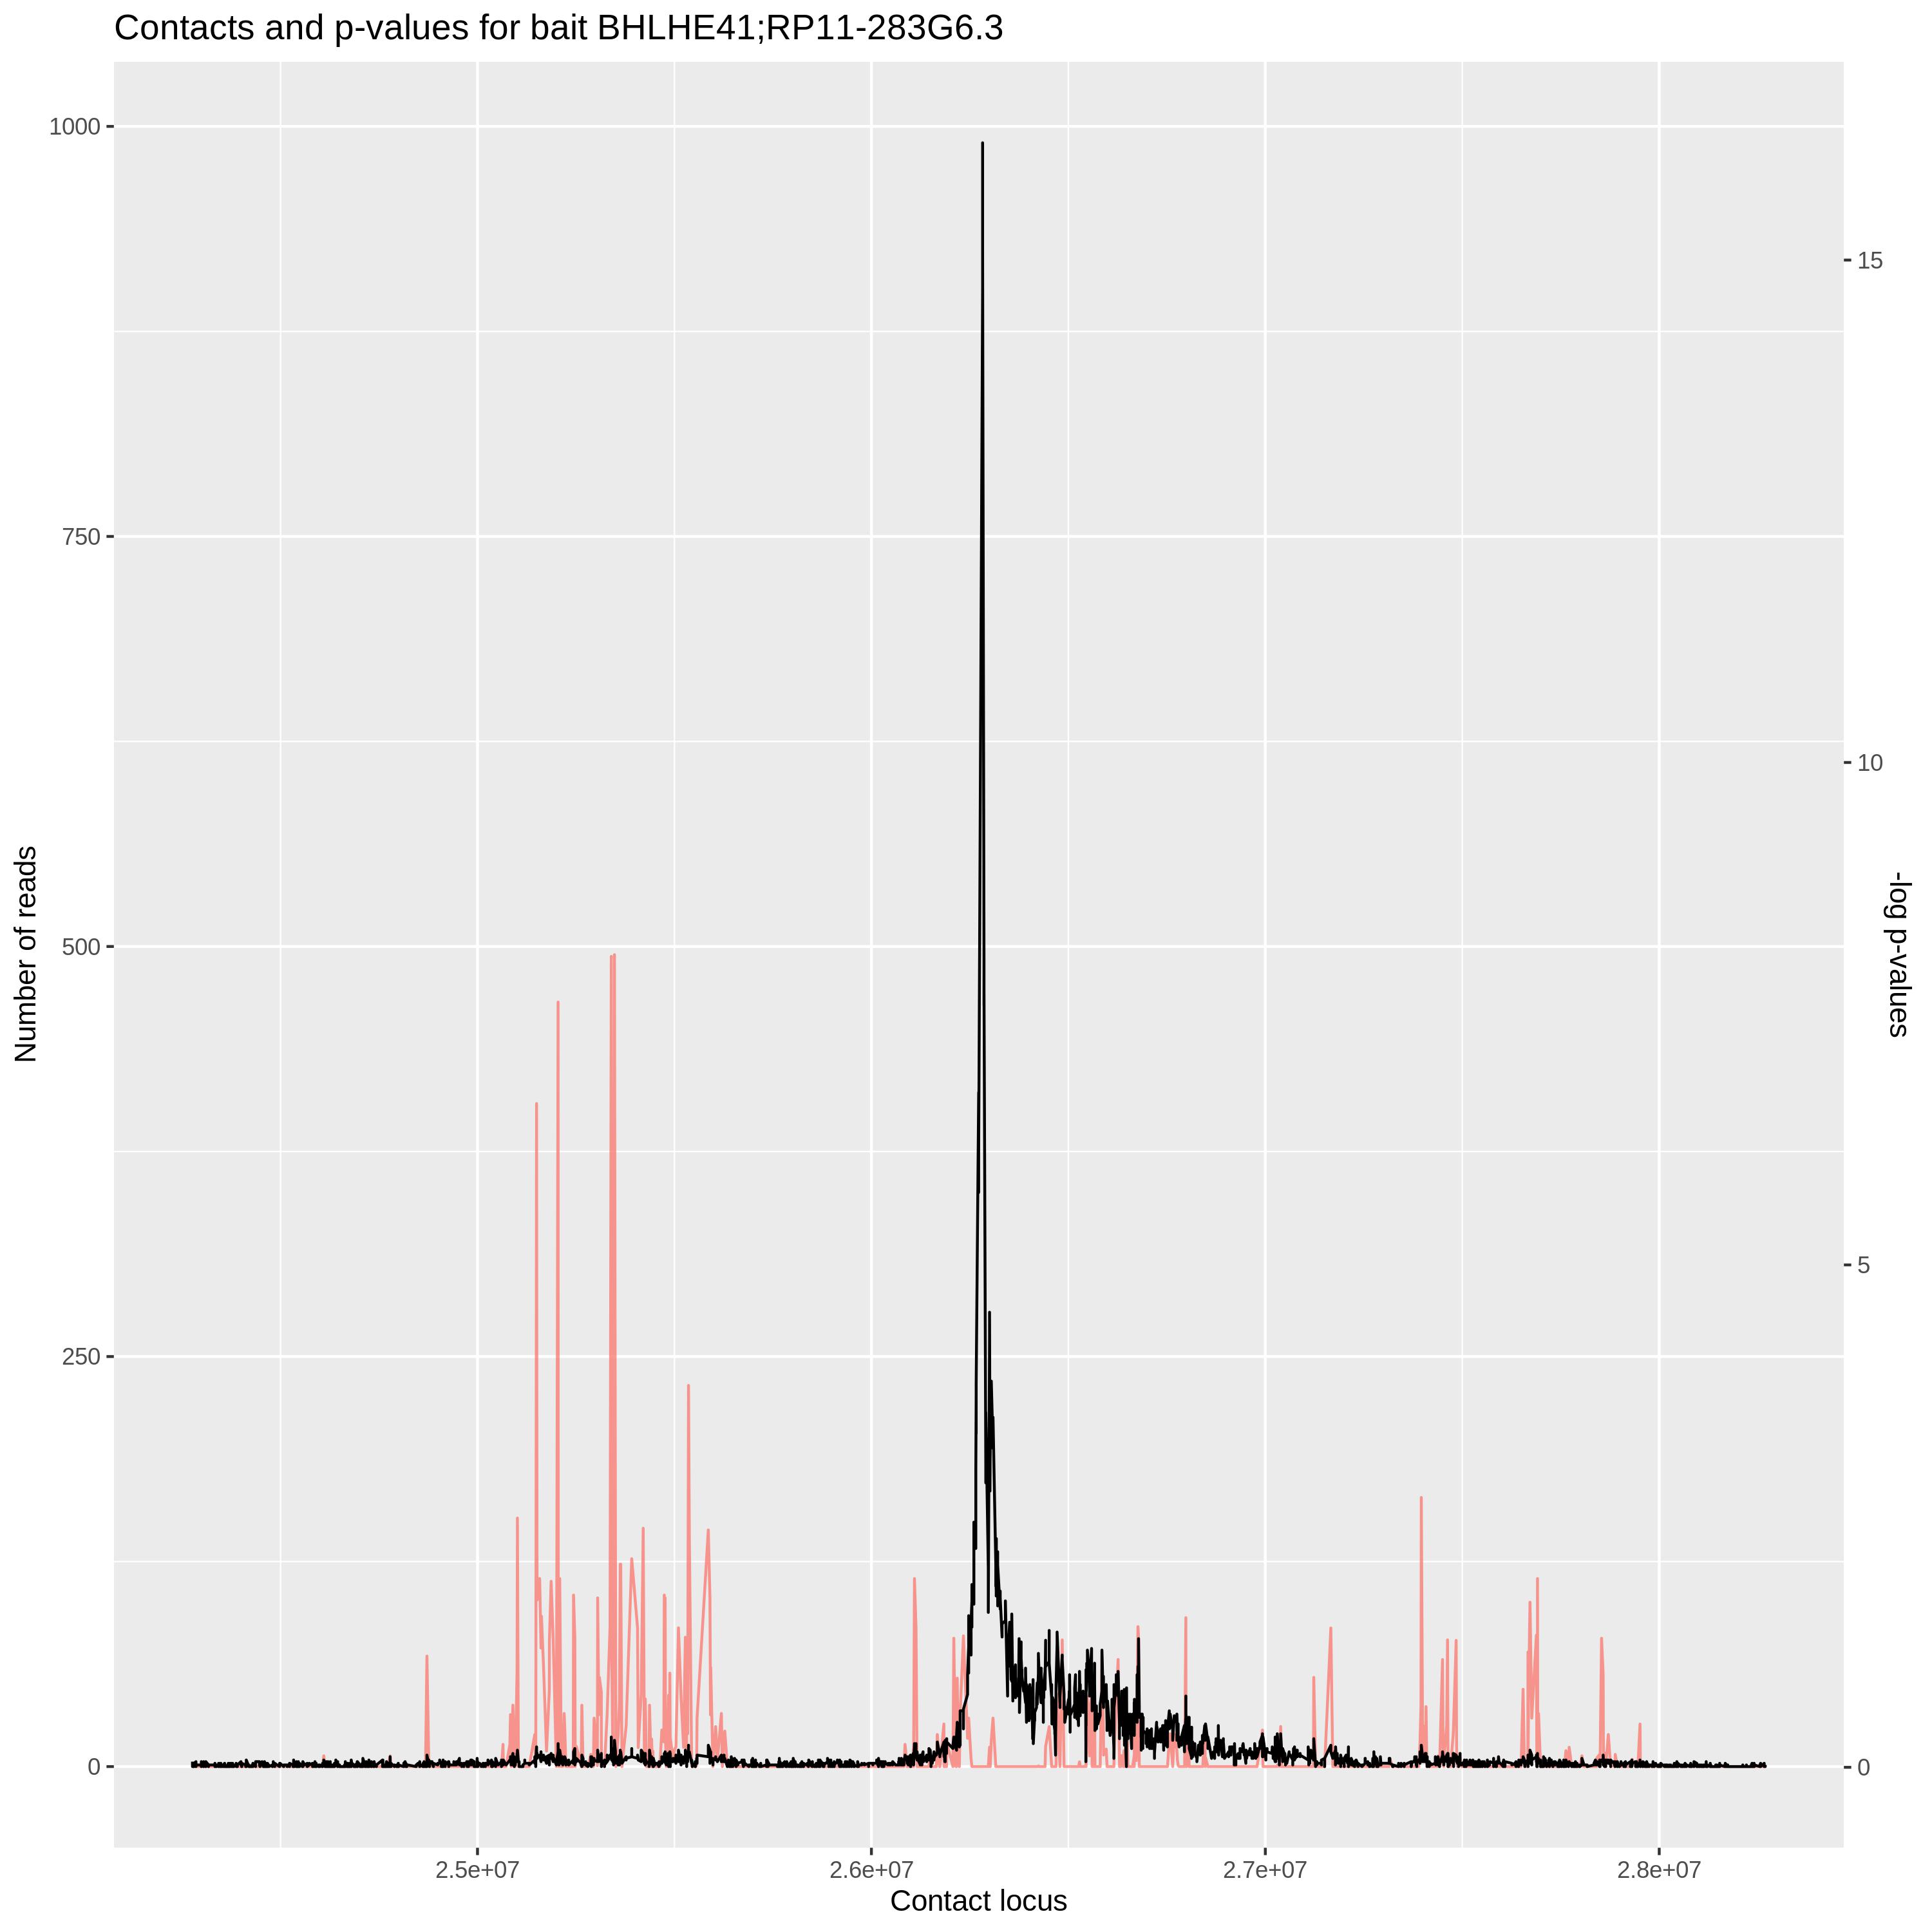 Contacts and p-values for bait BHLHE41;RP11-283G6.3
1000
750
500
250
0
Number of reads
15
10
5
0
-log p-values
2.5e+07
2.6e+07
2.7e+07
2.8e+07
Contact locus